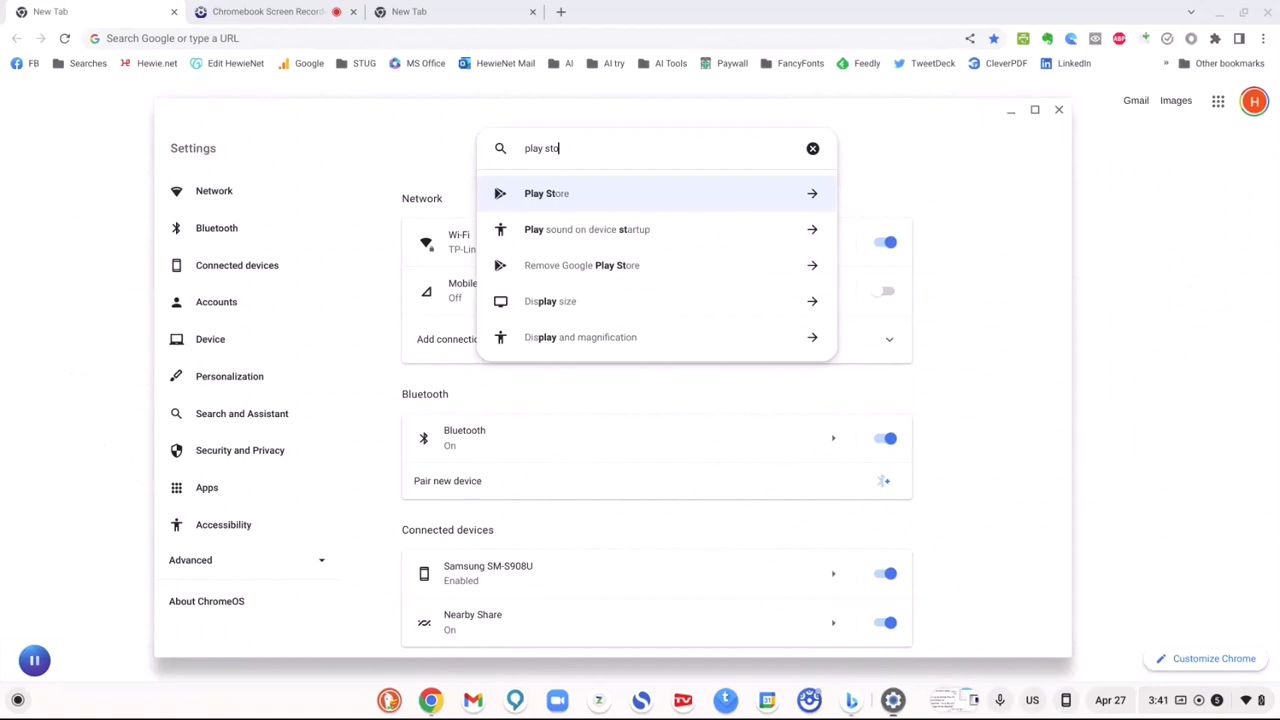 New Tab
Chromebook Screen Record
New Tab
Search Google or type a URL
FB
Searches
Hewie.net
Edit HewieNet
Google
STUG
MS Office
HewieNet Mail
AI
AI try
AI Tools
Paywall
FancyFonts
Feedly
TweetDeck
CleverPDF
LinkedIn
»
Other bookmarks
Gmail
Images
H
Settings
play sto
Network
Bluetooth
Connected devices
Accounts
Device
Personalization
Search and Assistant
Security and Privacy
Apps
Accessibility
Advanced
About ChromeOS
Play Store
Play sound on device startup
Remove Google Play Store
Display size
Display and magnification
Network
Wi-Fi
TP-Lin
Mobile
Off
Add connectio
Bluetooth
Bluetooth
On
Pair new device
Connected devices
Samsung SM-S908U
Enabled
Nearby Share
On
Customize Chrome
US
Apr 27
3:41